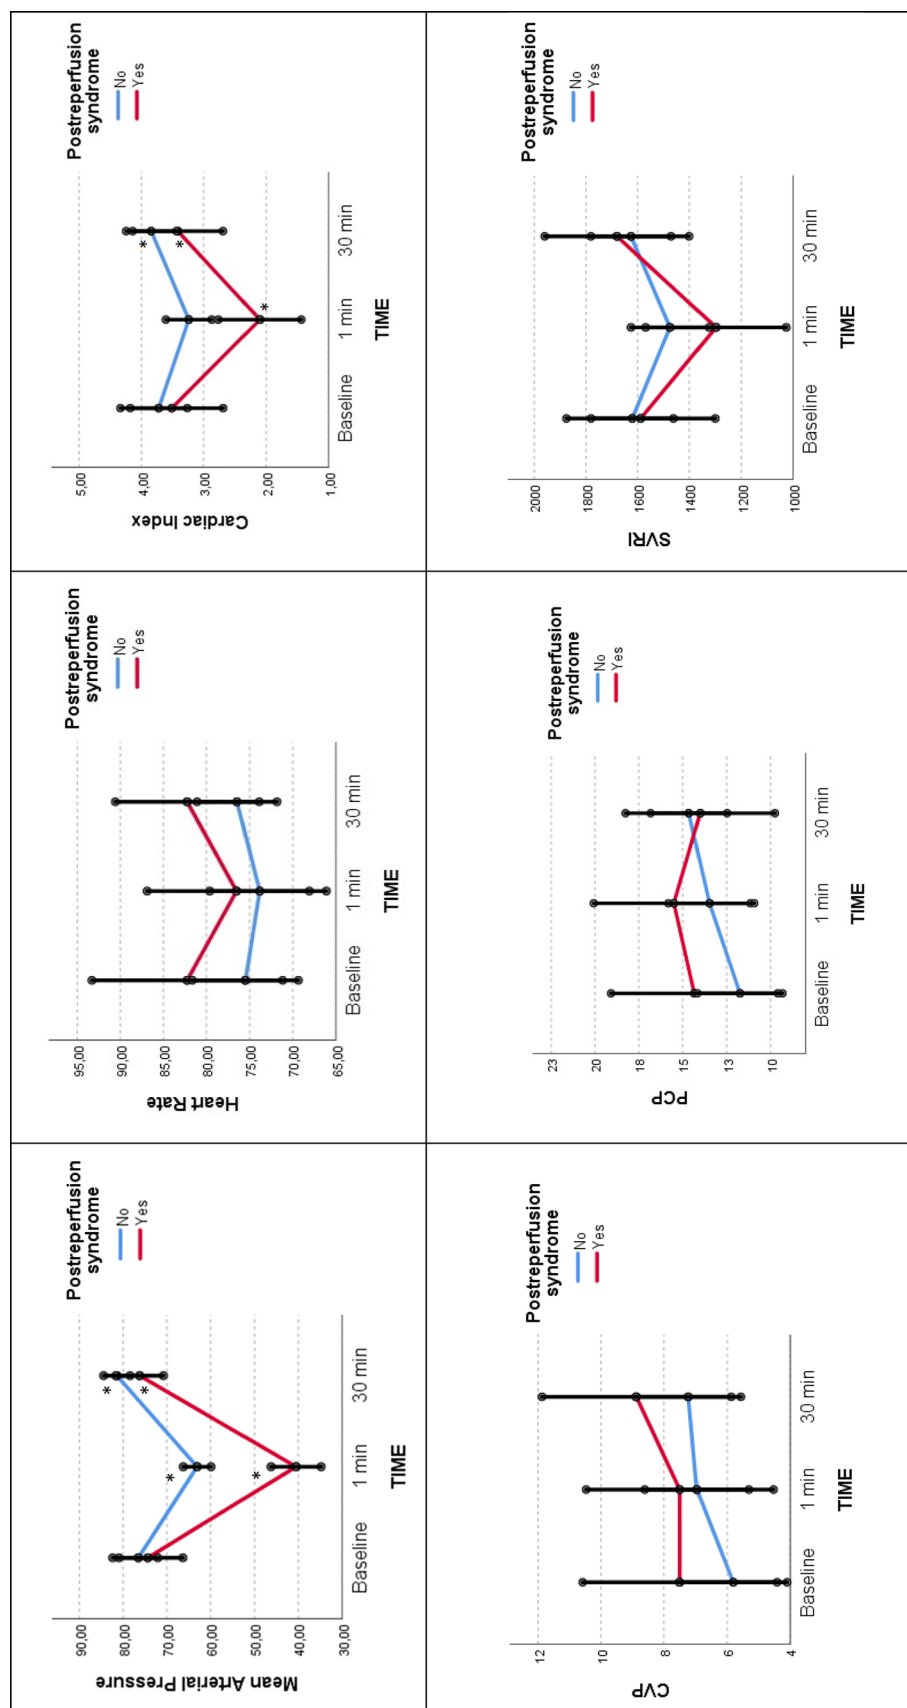 Mean Arterial Pressure
90,00
80,00
70,00
60,00
50,00
40,00
30,00
*
*
*
*
Baseline
1 min
30 min
TIME
Postreperfusion
syndrome
No
Yes
Heart Rate
95,00
90,00
85,00
80,00
75,00
70,00
65,00
Baseline
1 min
30 min
TIME
Postreperfusion
syndrome
No
Yes
Cardiac Index
5,00
4,00
3,00
2,00
1,00
*
*
*
Baseline
1 min
30 min
TIME
Postreperfusion
syndrome
No
Yes
CVP
12
10
8
6
4
Baseline
1 min
30 min
TIME
Postreperfusion
syndrome
No
Yes
PCP
23
20
18
15
13
10
Baseline
1 min
30 min
TIME
Postreperfusion
syndrome
No
Yes
SVRI
2000
1800
1600
1400
1200
1000
Baseline
1 min
30 min
TIME
Postreperfusion
syndrome
No
Yes